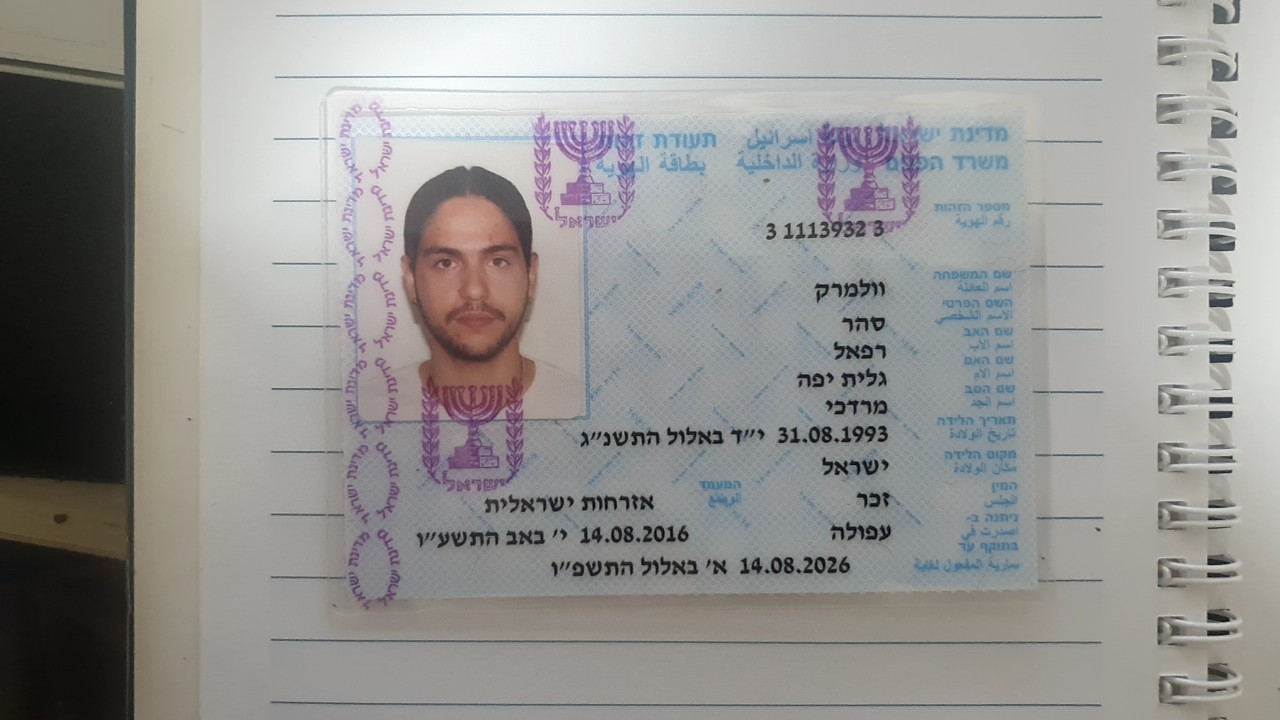 מדינת ישראל اسرائيل תעודת זהות
משרד הפנים وزارة الداخلية بطاقة الهوية
ישראל
ישראל
מספר הזהות
رقم الهوية
3 1113932 3
שם המשפחה
اسم العائلة
וולמרק
השם הפרטי
الاسم الشخصي
סהר
שם האב
اسم الأب
רפאל
שם האם
اسم الأم
גלית יפה
שם הסב
اسم الجد
מרדכי
תאריך הלידה
تاريخ الولادة
31.08.1993 י״ד באלול התשנ״ג
מקום הלידה
مكان الولادة
ישראל
המין
الجنس
זכר
המעמד
אזרחות ישראלית
ניתנה ב-
اصدرت في
עפולה
14.08.2016 י׳ באב התשע״ו
בתוקף עד
سارية المفعول لغاية
14.08.2026 א׳ באלול התשפ״ו
ישראל
מדינת ישראל